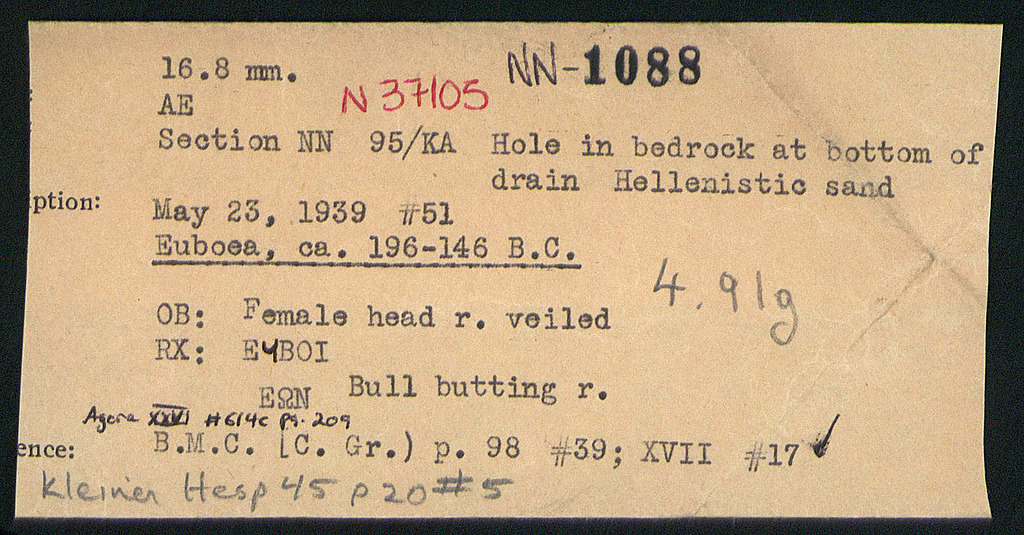 16.8 mm. NN-1088
AE N 37105
Section NN 95/KA Hole in bedrock at bottom of
drain Hellenistic sand
ption:
May 23, 1939 #51
Euboea, ca. 196-146 B.C.
4.91g
OB: Female head r. veiled
RX: EYBOI
EΩN Bull butting r.
Agora XXVI #614c pg. 209
ence: B.M.C. [C. Gr.) p. 98 #39; XVII #17
Kleiner Hesp 45 p 20 #5